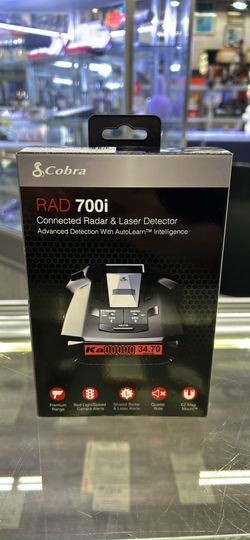 Cobra
RAD 700i
Connected Radar & Laser Detector
Advanced Detection With AutoLearn™ Intelligence
Ka 00000 34.70
Premium Range
Red Light/Speed Camera Alerts
Shared Radar & Laser Alerts
Quieter Ride
EZ Mag Mount™